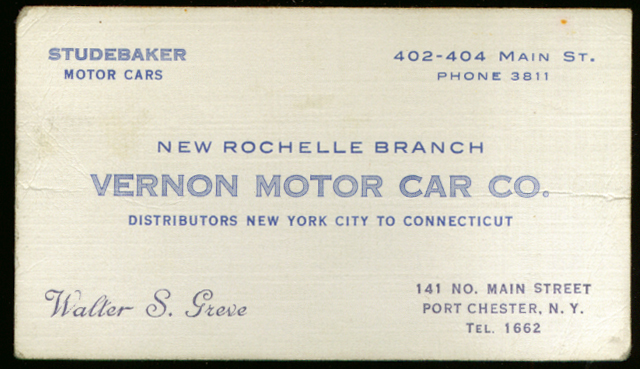 STUDEBAKER
MOTOR CARS
402-404 MAIN ST.
PHONE 3811
NEW ROCHELLE BRANCH
VERNON MOTOR CAR CO.
DISTRIBUTORS NEW YORK CITY TO CONNECTICUT
Walter S. Greve
141 NO. MAIN STREET
PORT CHESTER, N. Y.
TEL. 1662